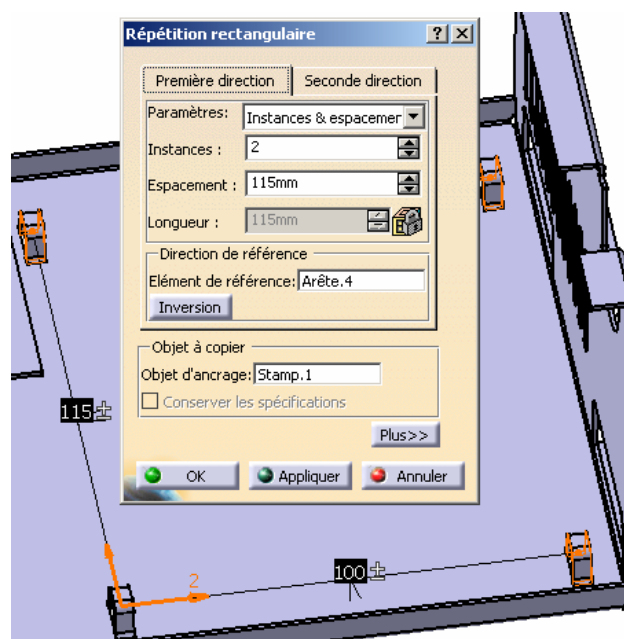 Répétition rectangulaire
Première direction
Seconde direction
Paramètres: Instances & espacemer
Instances : 2
Espacement : 115mm
Longueur : 115mm
Direction de référence
Elément de référence: Arête.4
Inversion
Objet à copier
Objet d'ancrage: Stamp.1
Conserver les spécifications
Plus>>
OK
Appliquer
Annuler
115
2
100